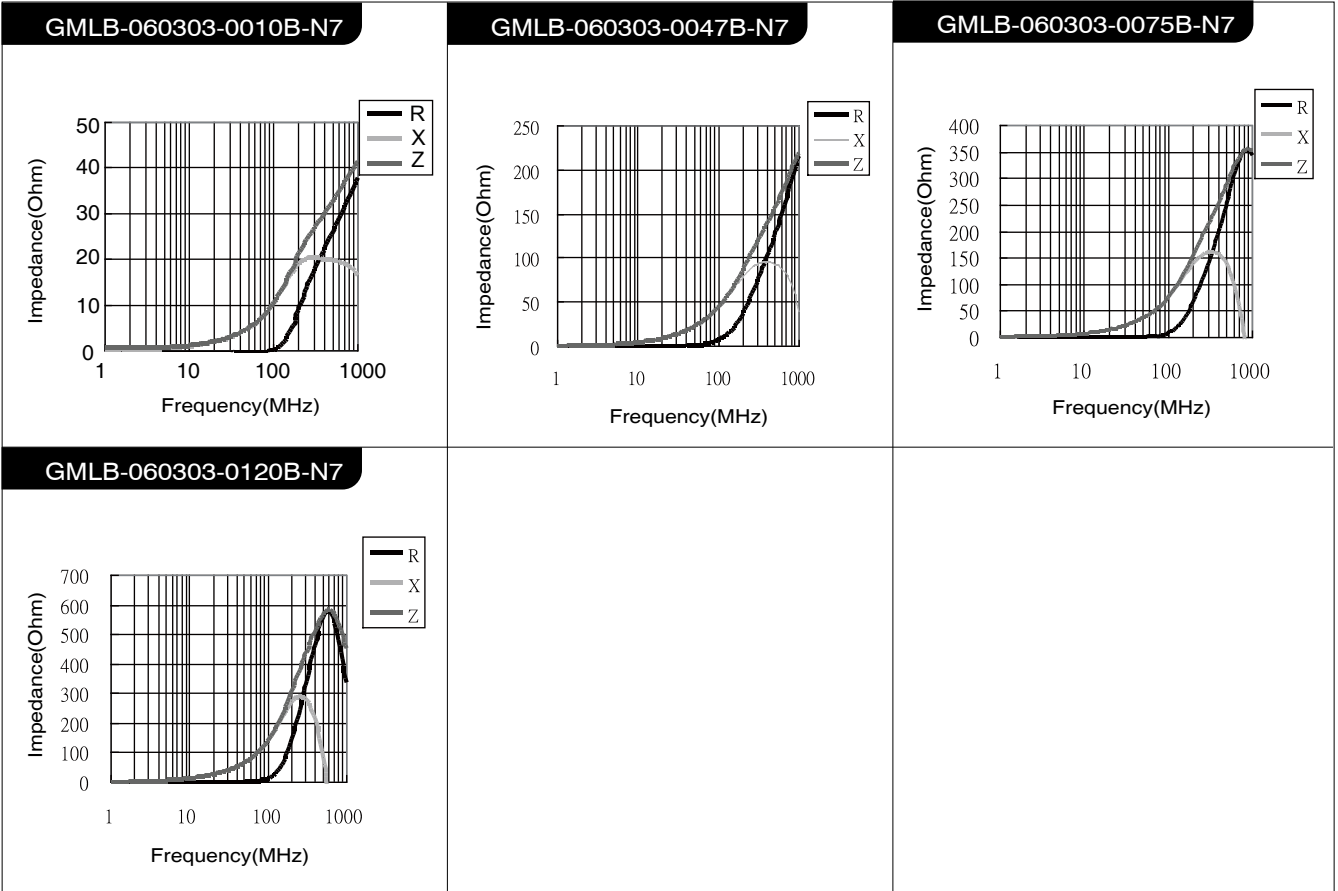 GMLB-060303-0010B-N7
R
X
Z
Impedance(Ohm)
50
40
30
20
10
0
1 10 100 1000
Frequency(MHz)
GMLB-060303-0047B-N7
R
X
Z
Impedance(Ohm)
250
200
150
100
50
0
1 10 100 1000
Frequency(MHz)
GMLB-060303-0075B-N7
R
X
Z
Impedance(Ohm)
400
350
300
250
200
150
100
50
0
1 10 100 1000
Frequency(MHz)
GMLB-060303-0120B-N7
R
X
Z
Impedance(Ohm)
700
600
500
400
300
200
100
0
1 10 100 1000
Frequency(MHz)